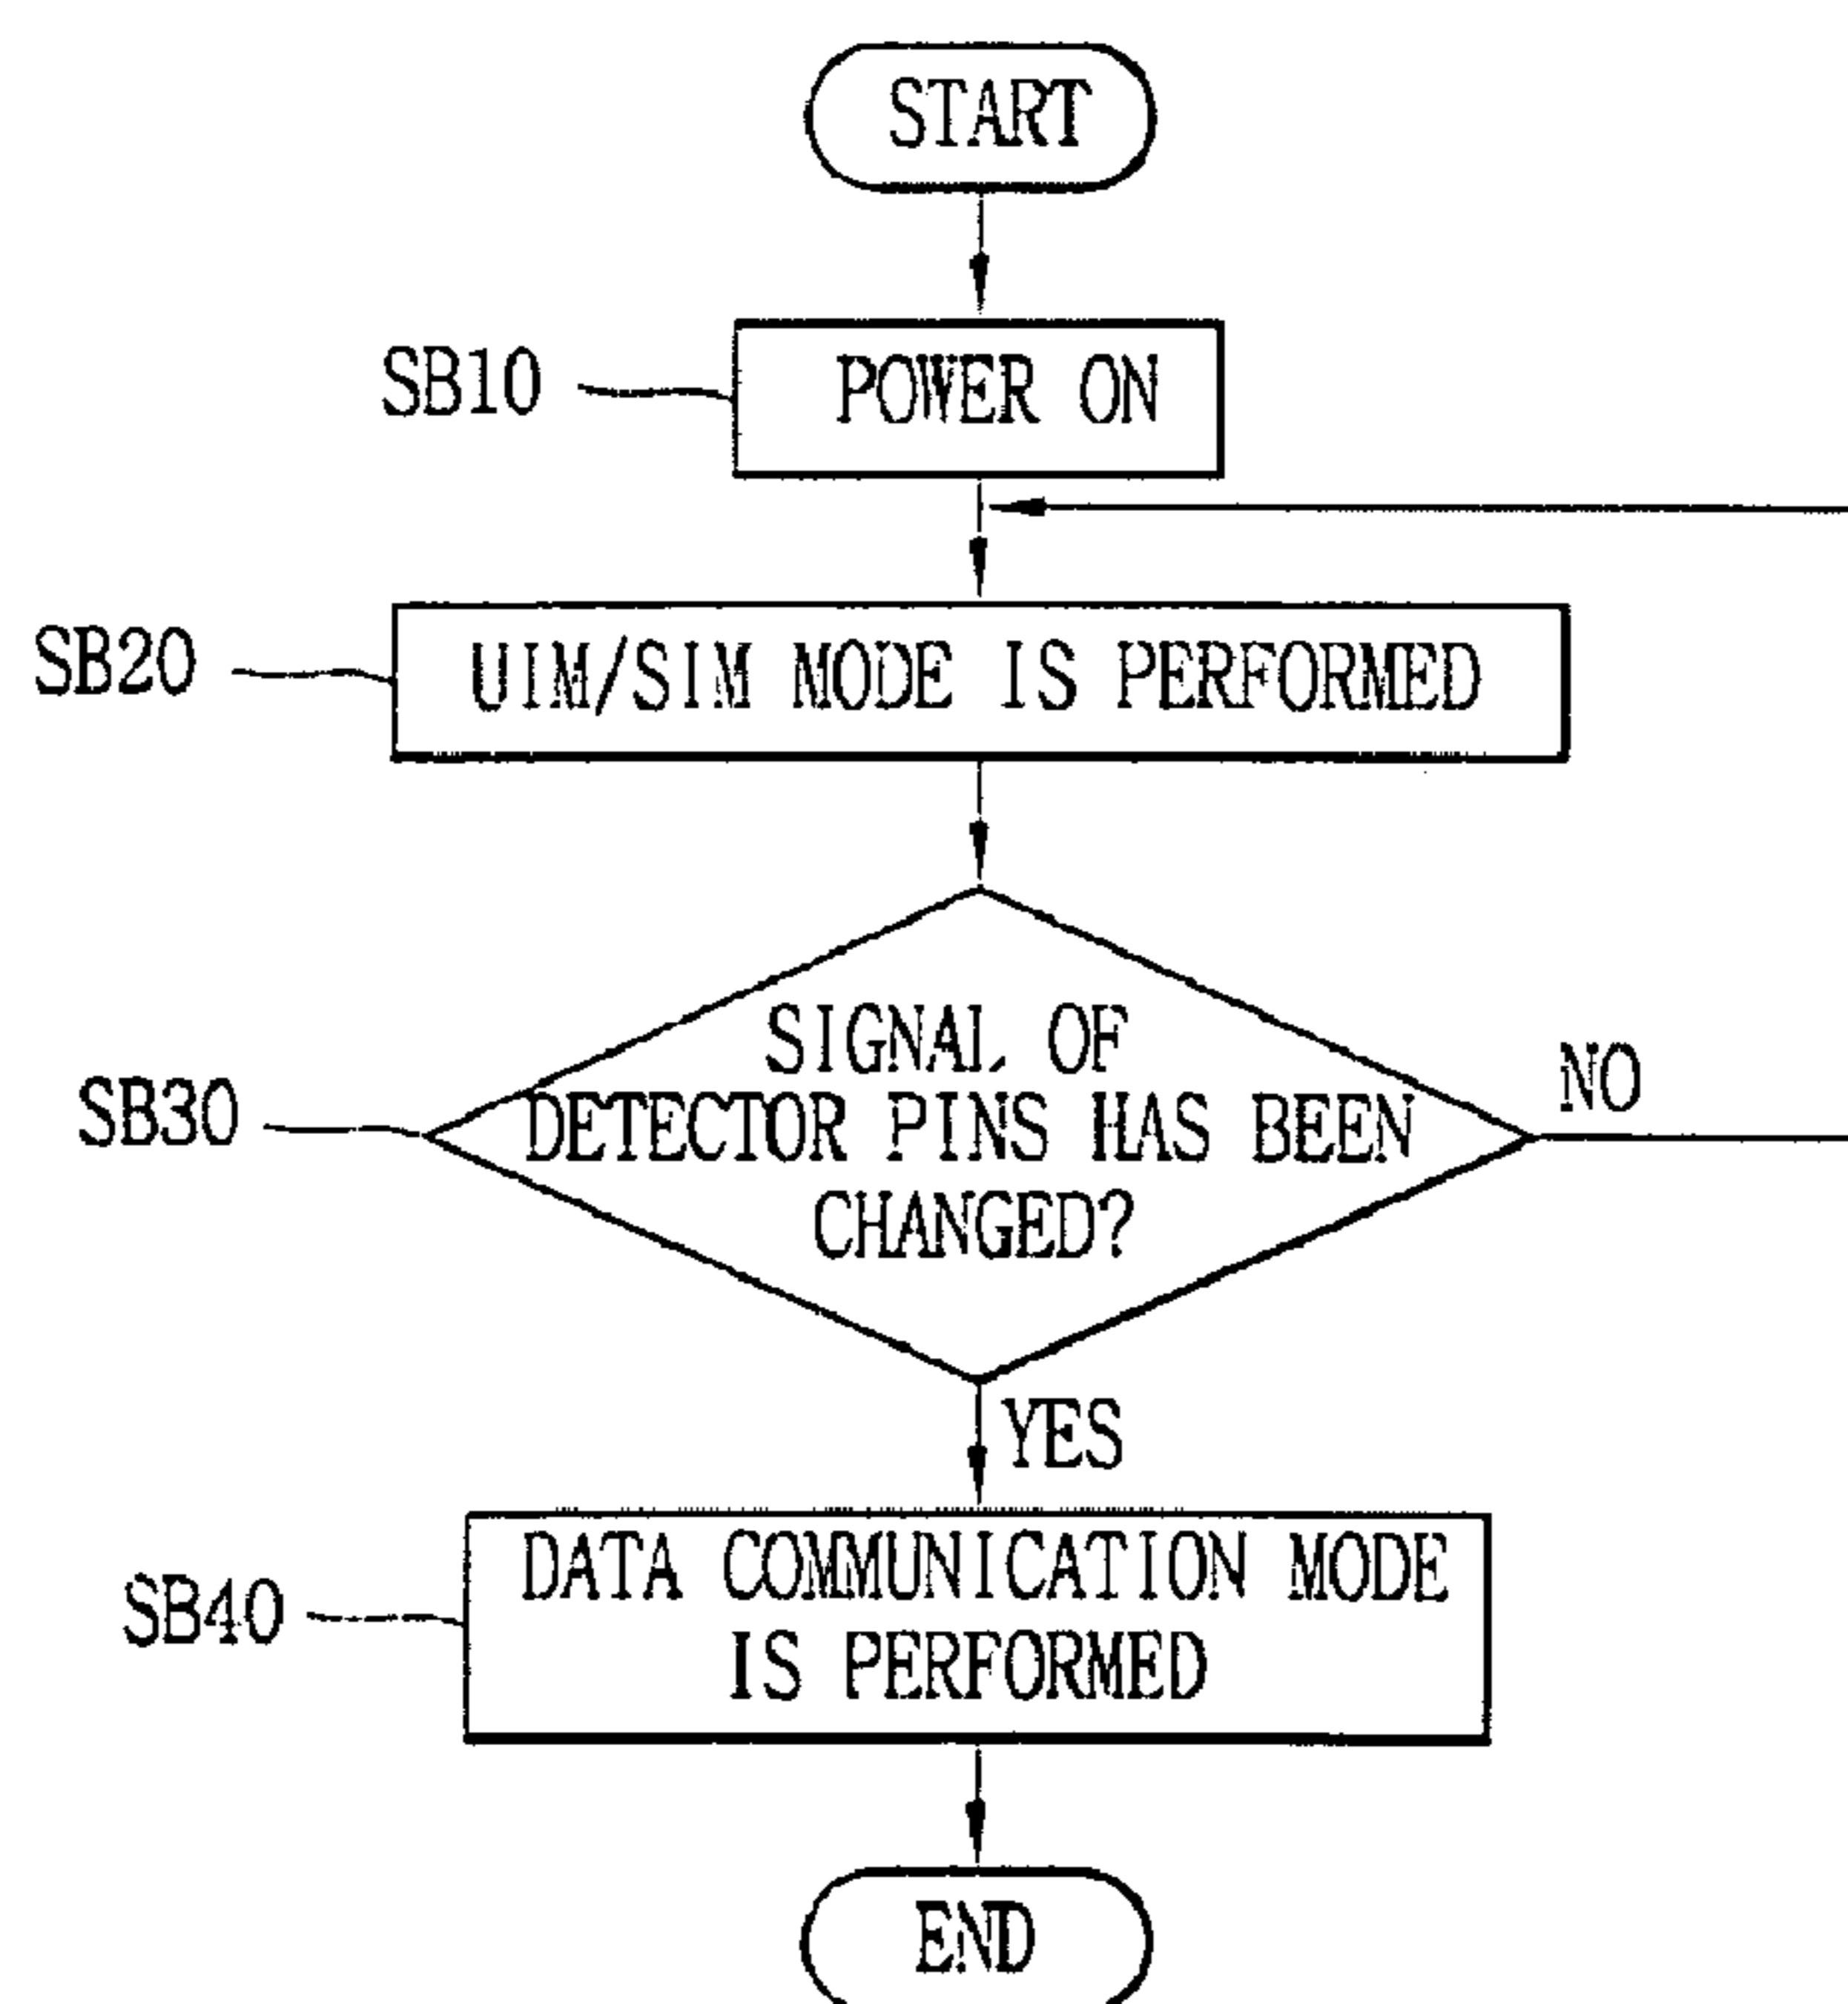 START
SB10
POWER ON
SB20
UIM/SIM MODE IS PERFORMED
SIGNAL OF
SB30
DETECTOR PINS HAS BEEN
NO
CHANGED?
YES
SB40
DATA COMMUNICATION MODE
IS PERFORMED
END